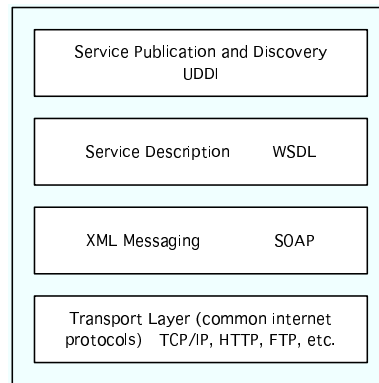 Service Publication and Discovery
UDDI
Service Description WSDL
XML Messaging SOAP
Transport Layer (common internet
protocols) TCP/IP, HTTP, FTP, etc.